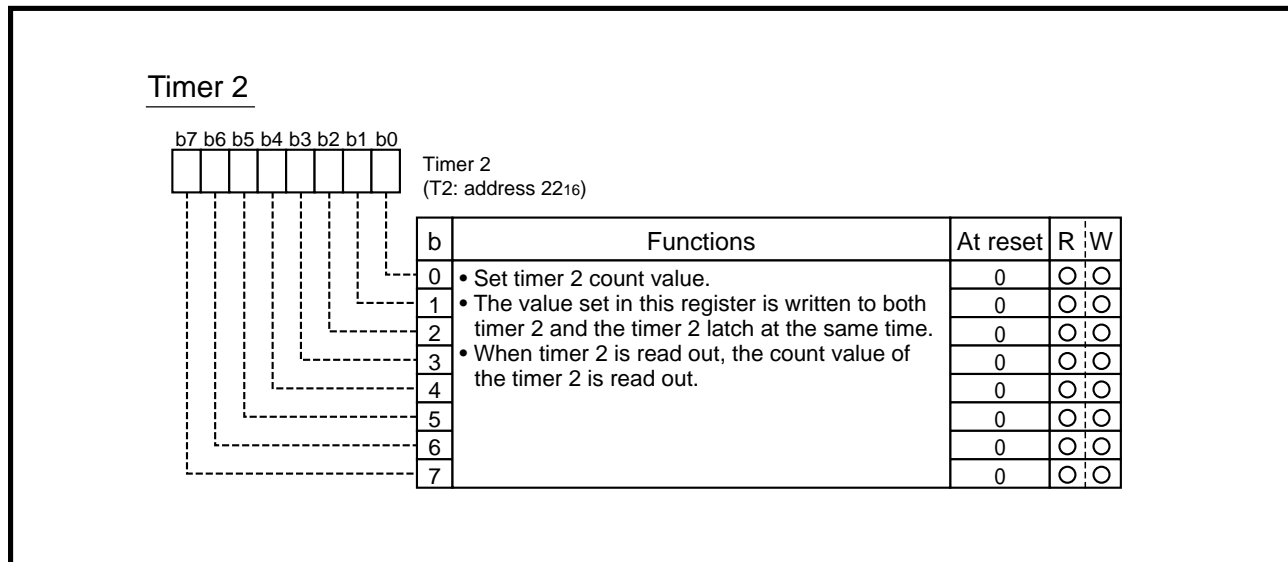 Timer 2
b7 b6 b5 b4 b3 b2 b1 b0
Timer 2
(T2: address 2216)
b Functions At reset R W
0 • Set timer 2 count value. 0 O O
1 • The value set in this register is written to both 0 O O
2 timer 2 and the timer 2 latch at the same time. 0 O O
3 • When timer 2 is read out, the count value of 0 O O
4 the timer 2 is read out. 0 O O
5 0 O O
6 0 O O
7 0 O O